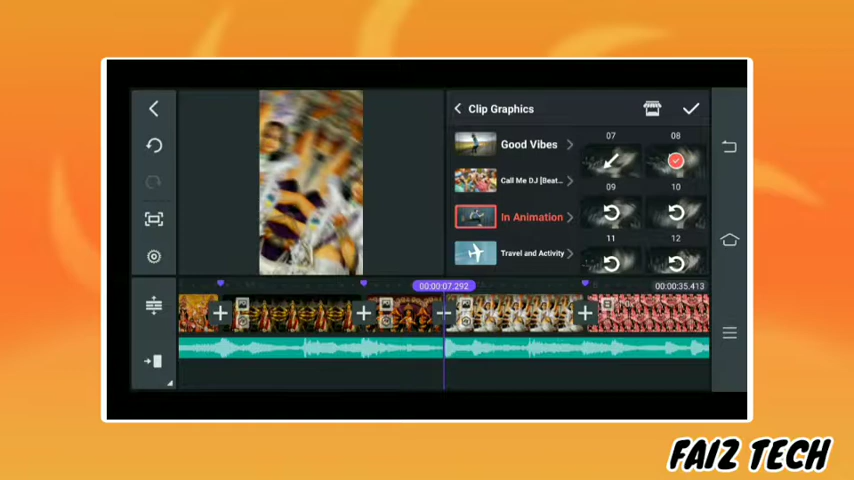 Clip Graphics
Good Vibes
07
08
Call Me DJ [Beat...
09
10
In Animation
11
12
Travel and Activity
00:00:07.292
00:00:35.413
FAIZ TECH